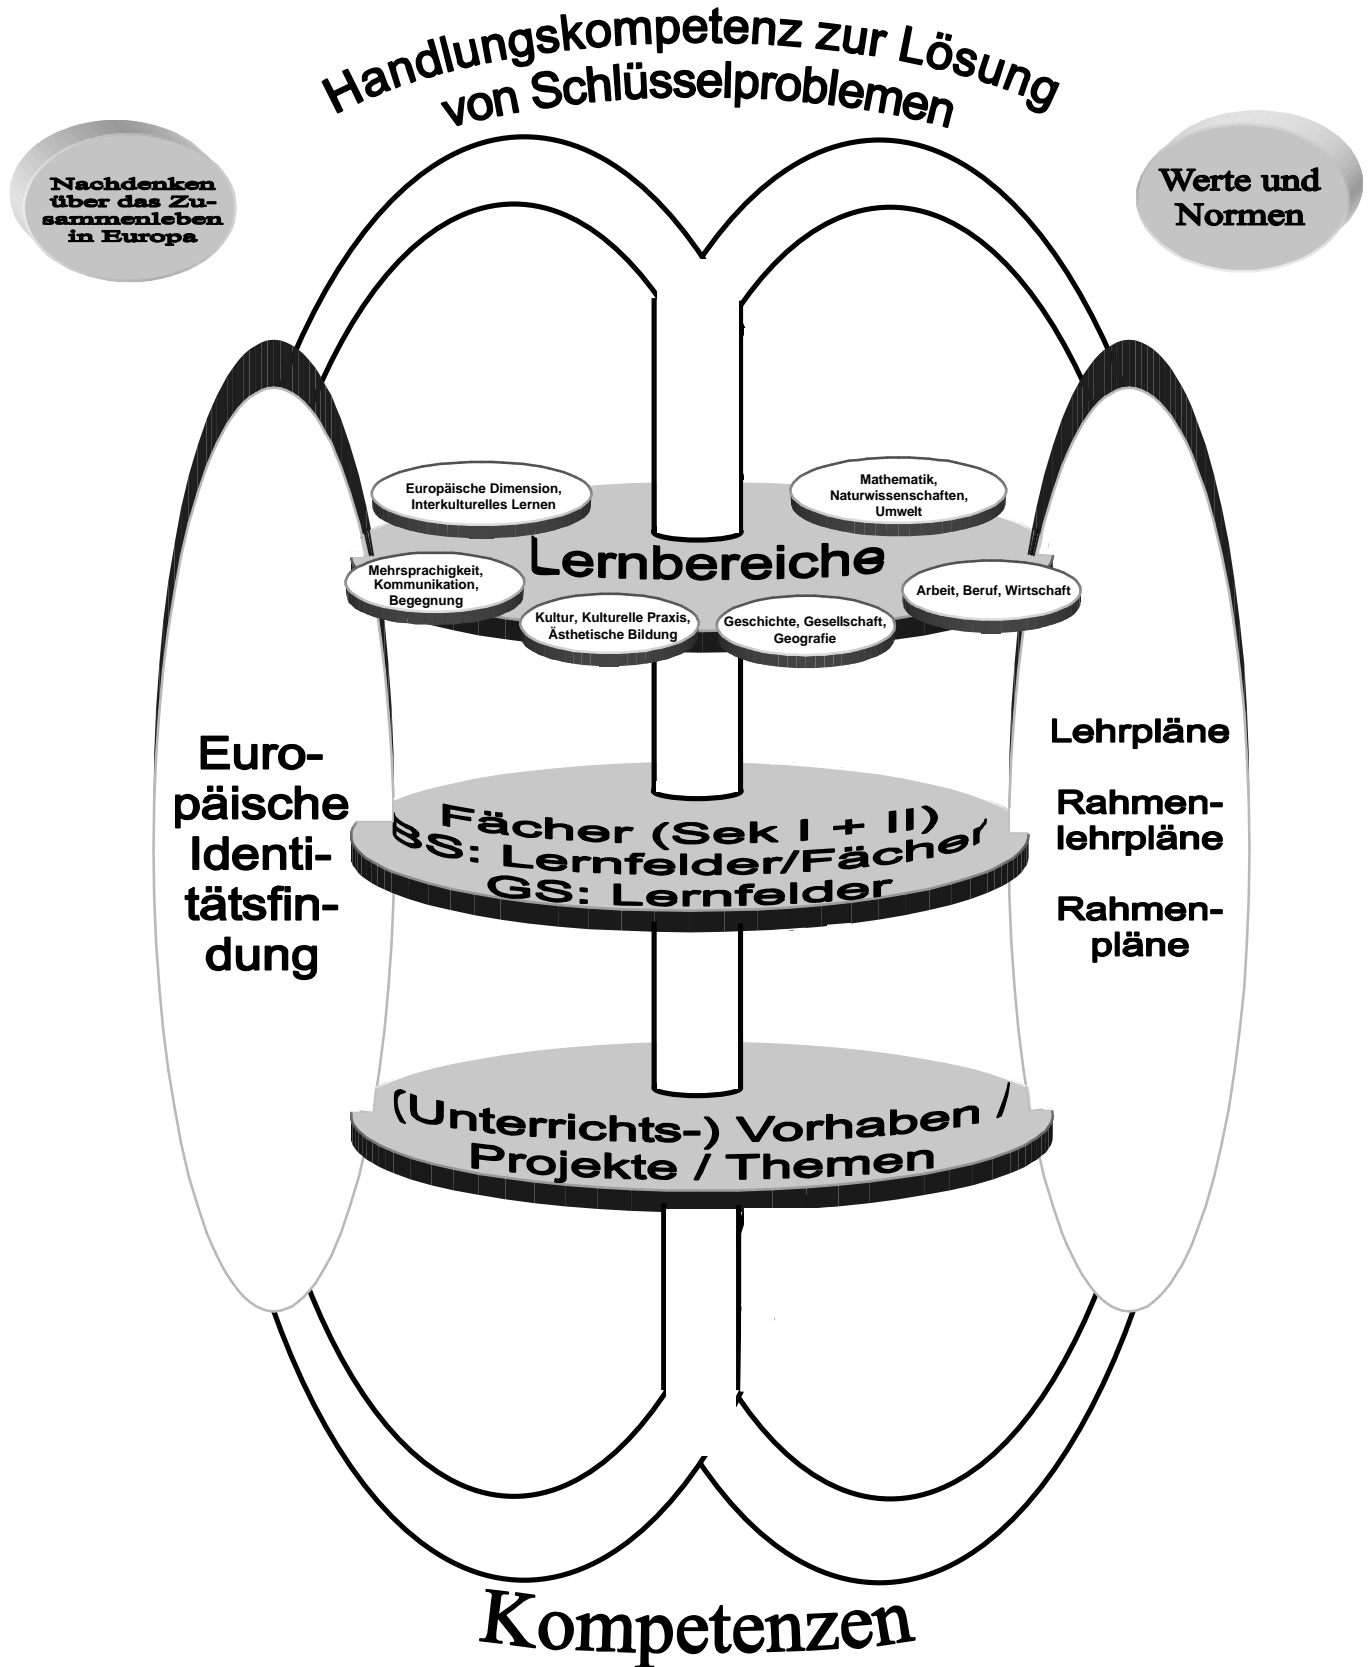 Handlungskompetenz zur Lösung
von Schlüsselproblemen
Nachdenken
über das Zu-
sammenleben
in Europa
Werte und
Normen
Europäische Dimension,
Interkulturelles Lernen
Mathematik,
Naturwissenschaften,
Umwelt
Lernbereiche
Mehrsprachigkeit,
Kommunikation,
Begegnung
Arbeit, Beruf, Wirtschaft
Kultur, Kulturelle Praxis,
Ästhetische Bildung
Geschichte, Gesellschaft,
Geografie
Euro-
päische
Identi-
tätsfin-
dung
Fächer (Sek I + II)
BS: Lernfelder/Fächer
GS: Lernfelder
Lehrpläne
Rahmen-
lehrpläne
Rahmen-
pläne
(Unterrichts-) Vorhaben /
Projekte / Themen
Kompetenzen